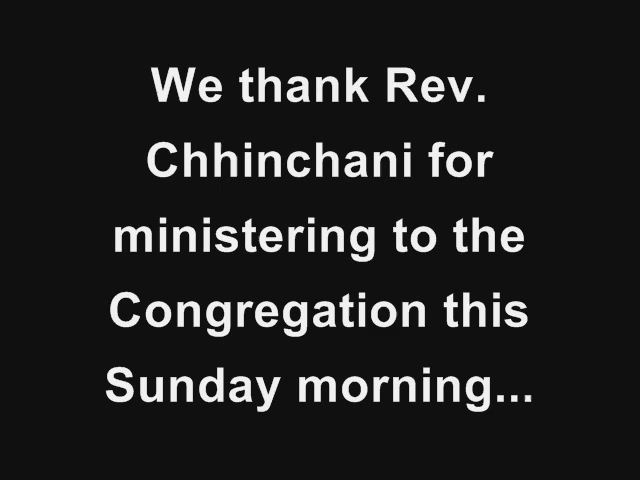 We thank Rev.
Chhinchani for
ministering to the
Congregation this
Sunday morning...